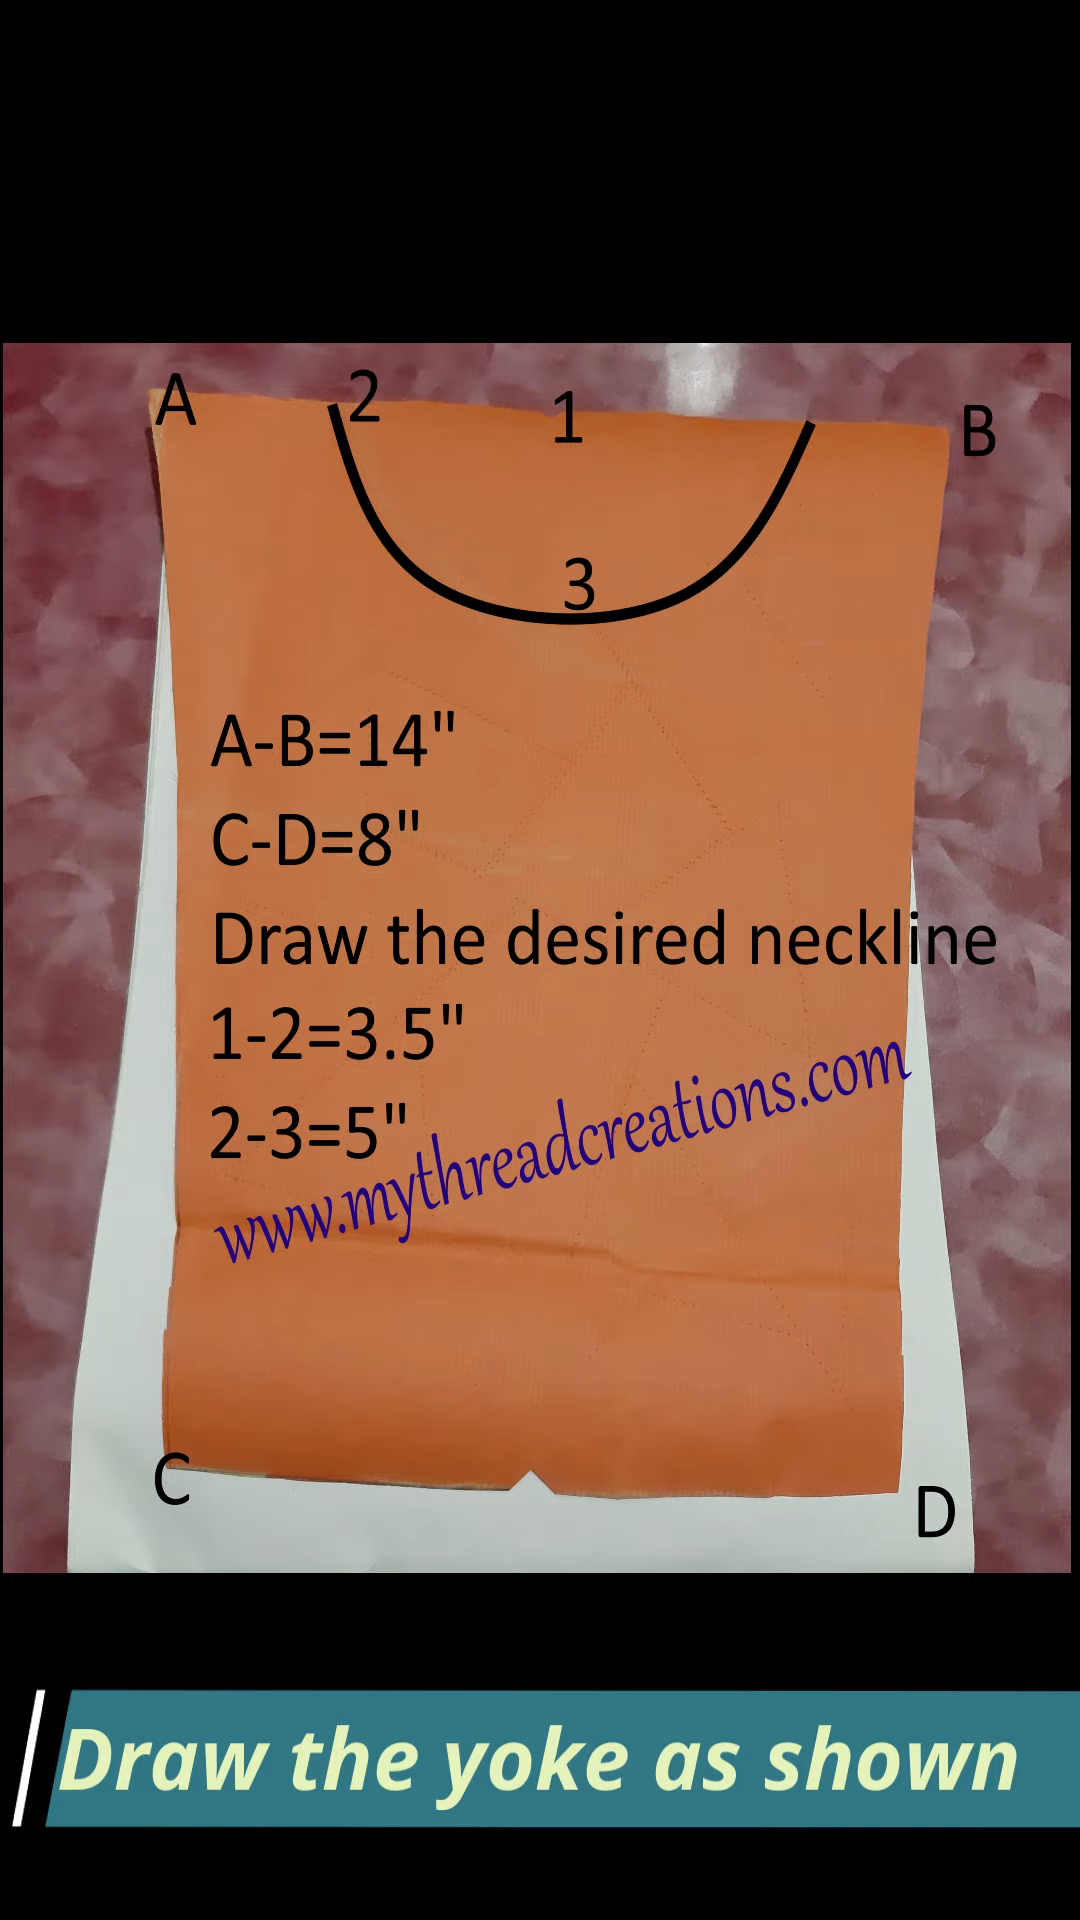 A
2
1
B
3
A-B=14"
C-D=8"
Draw the desired neckline
1-2=3.5"
2-3=5"
www.mythreadcreations.com
C
D
Draw the yoke as shown